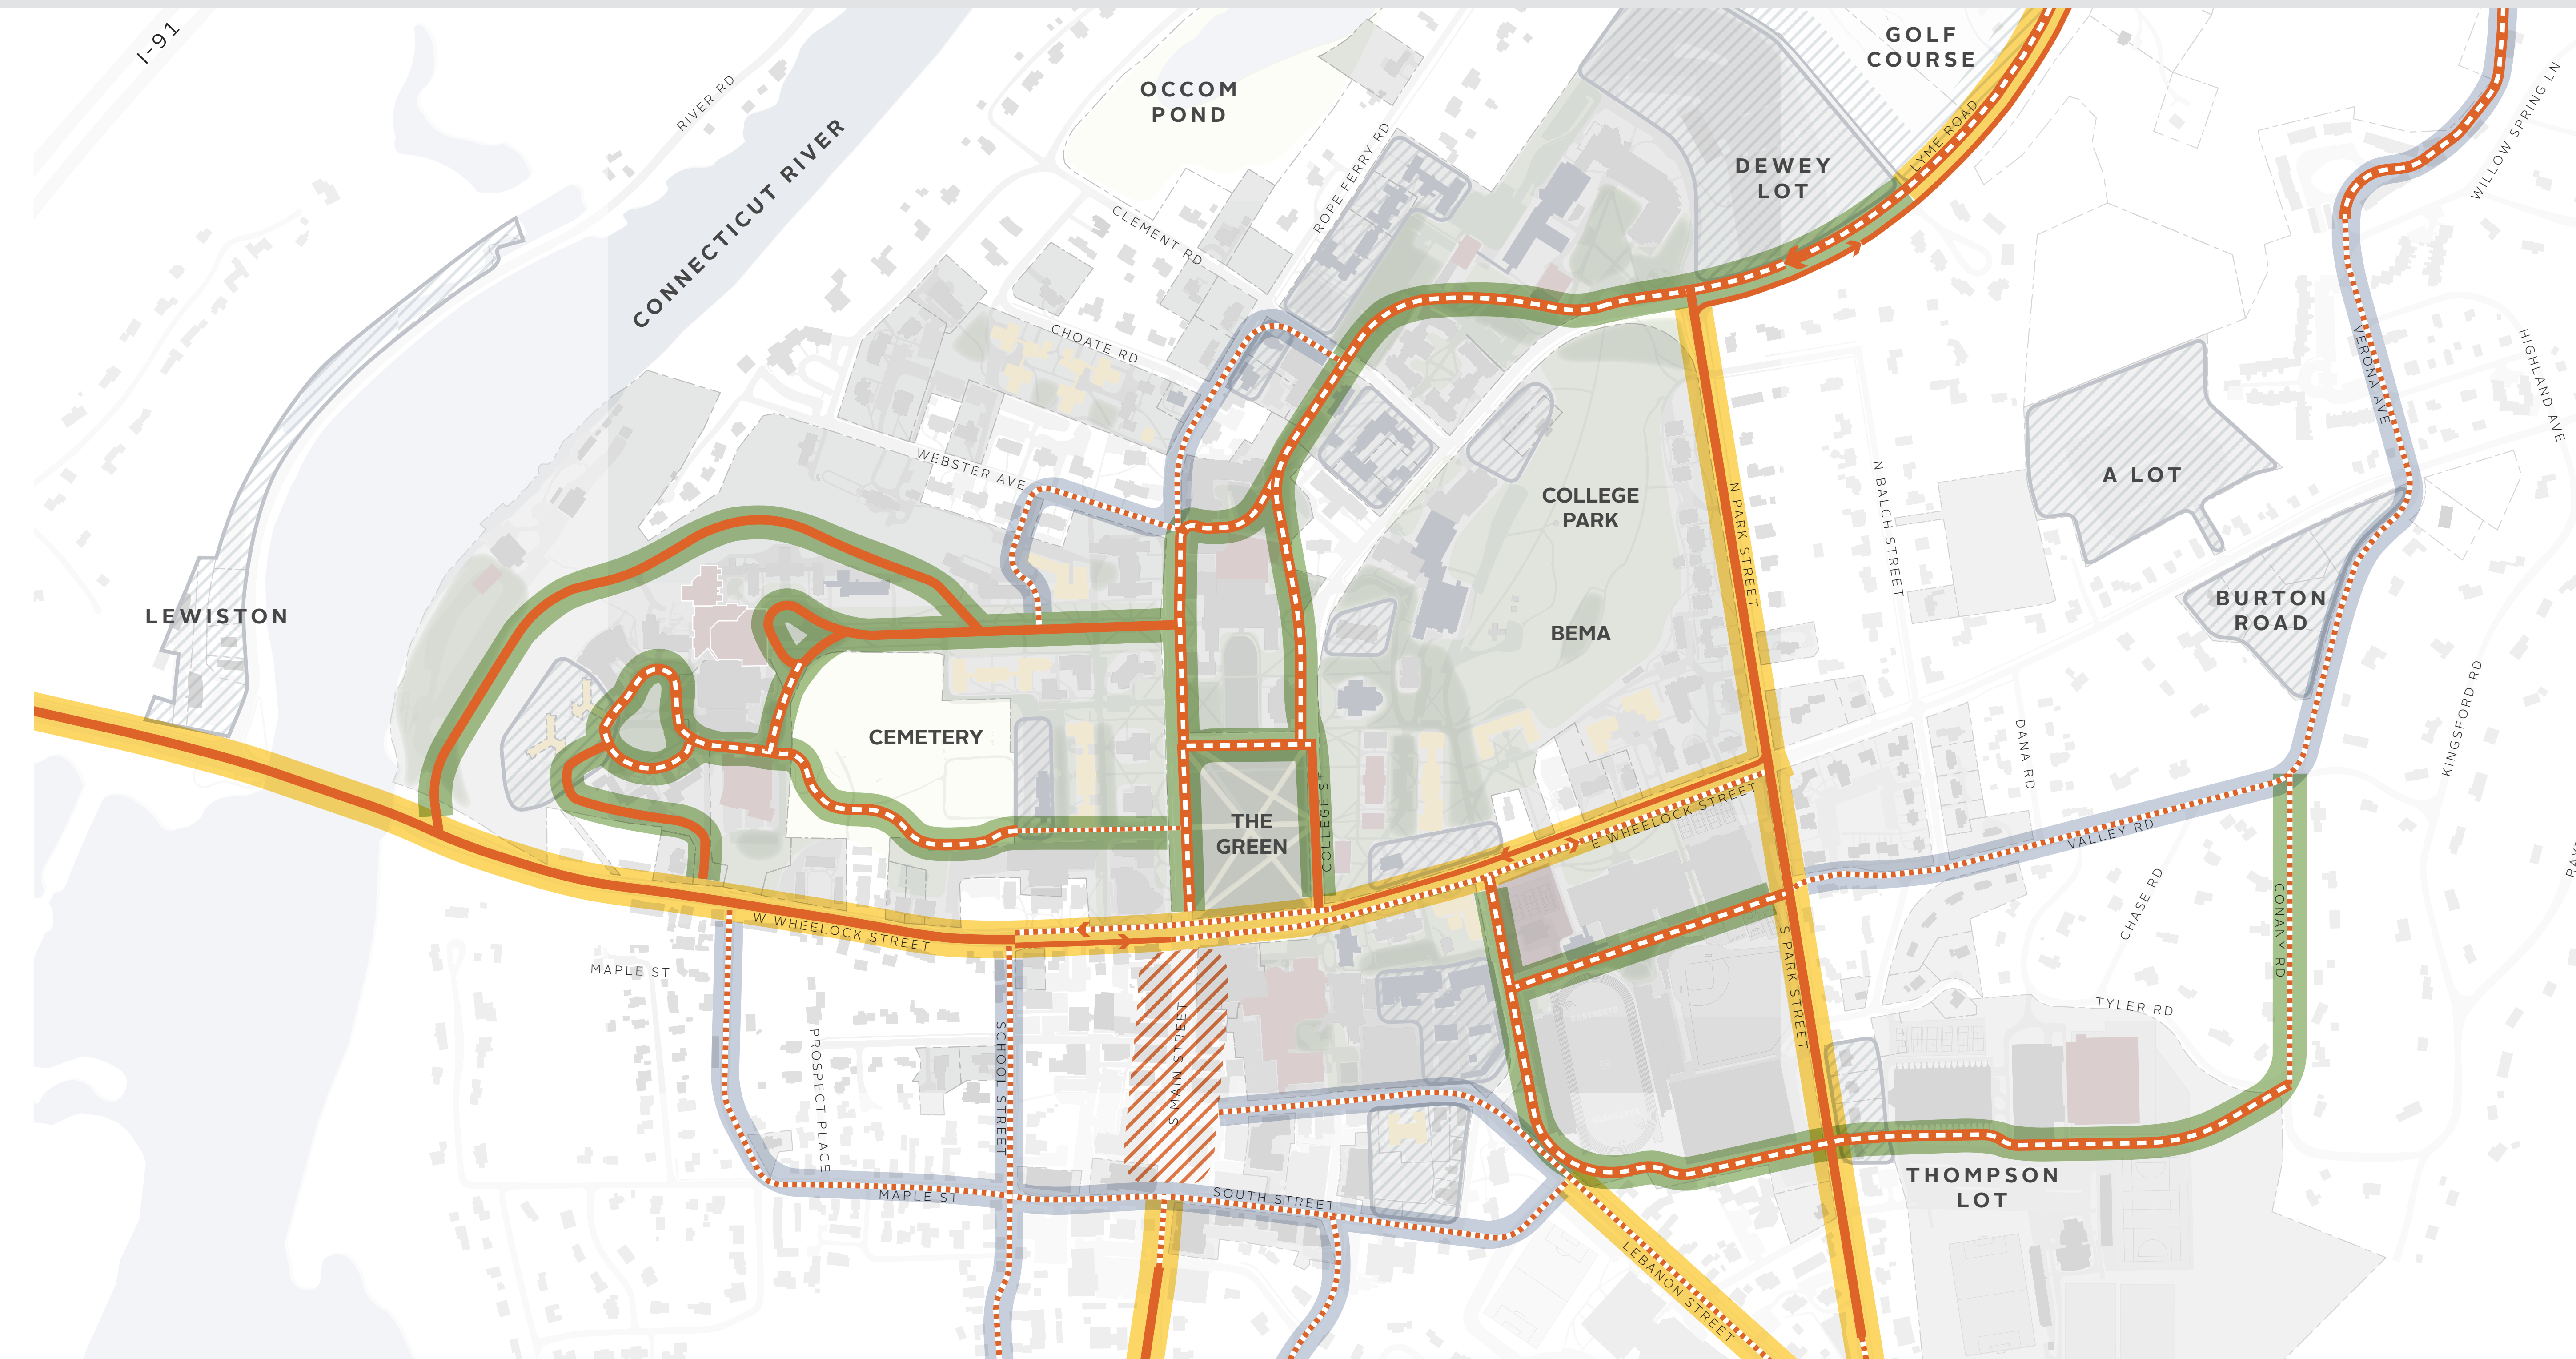 I-91
RIVER RD
CONNECTICUT RIVER
OCCOM
POND
GOLF
COURSE
LYME ROAD
WILLOW SPRING LN
ROPE FERRY RD
DEWEY
LOT
CLEMENT RD
CHOATE RD
WEBSTER AVE
VERONA AVE
HIGHLAND AVE
COLLEGE
PARK
N PARK STREET
N BALCH STREET
A LOT
LEWISTON
BEMA
BURTON
ROAD
CEMETERY
THE
GREEN
COLLEGE ST
E WHEELOCK STREET
DANA RD
KINGSFORD RD
VALLEY RD
CHASE RD
CONANY RD
W WHEELOCK STREET
MAPLE ST
S PARK STREET
TYLER RD
PROSPECT PLACE
SCHOOL STREET
S MAIN STREET
MAPLE ST
SOUTH STREET
THOMPSON
LOT
LEBANON STREET